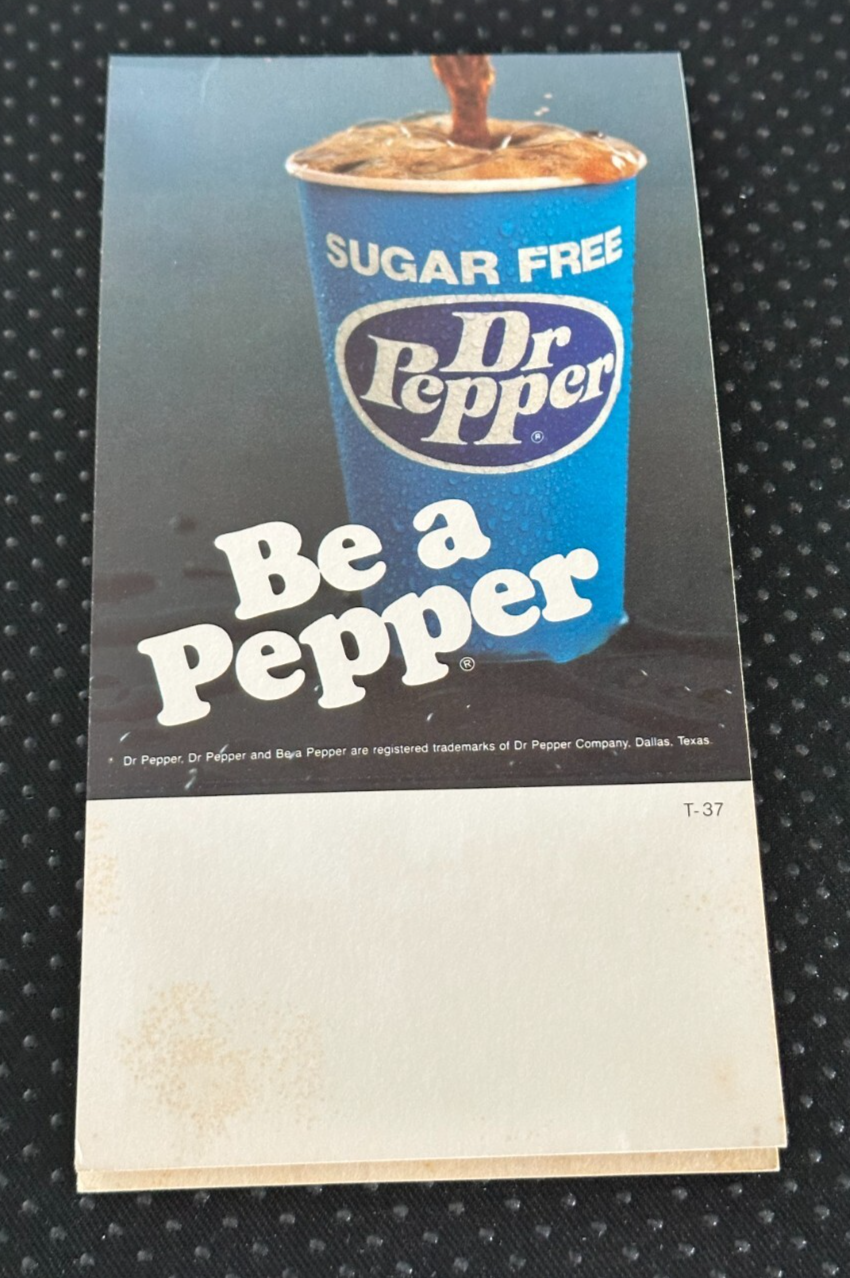 SUGAR FREE
Dr
Pepper
®
Be a
Pepper
®
Dr Pepper, Dr Pepper and Be a Pepper are registered trademarks of Dr Pepper Company, Dallas, Texas.
T-37